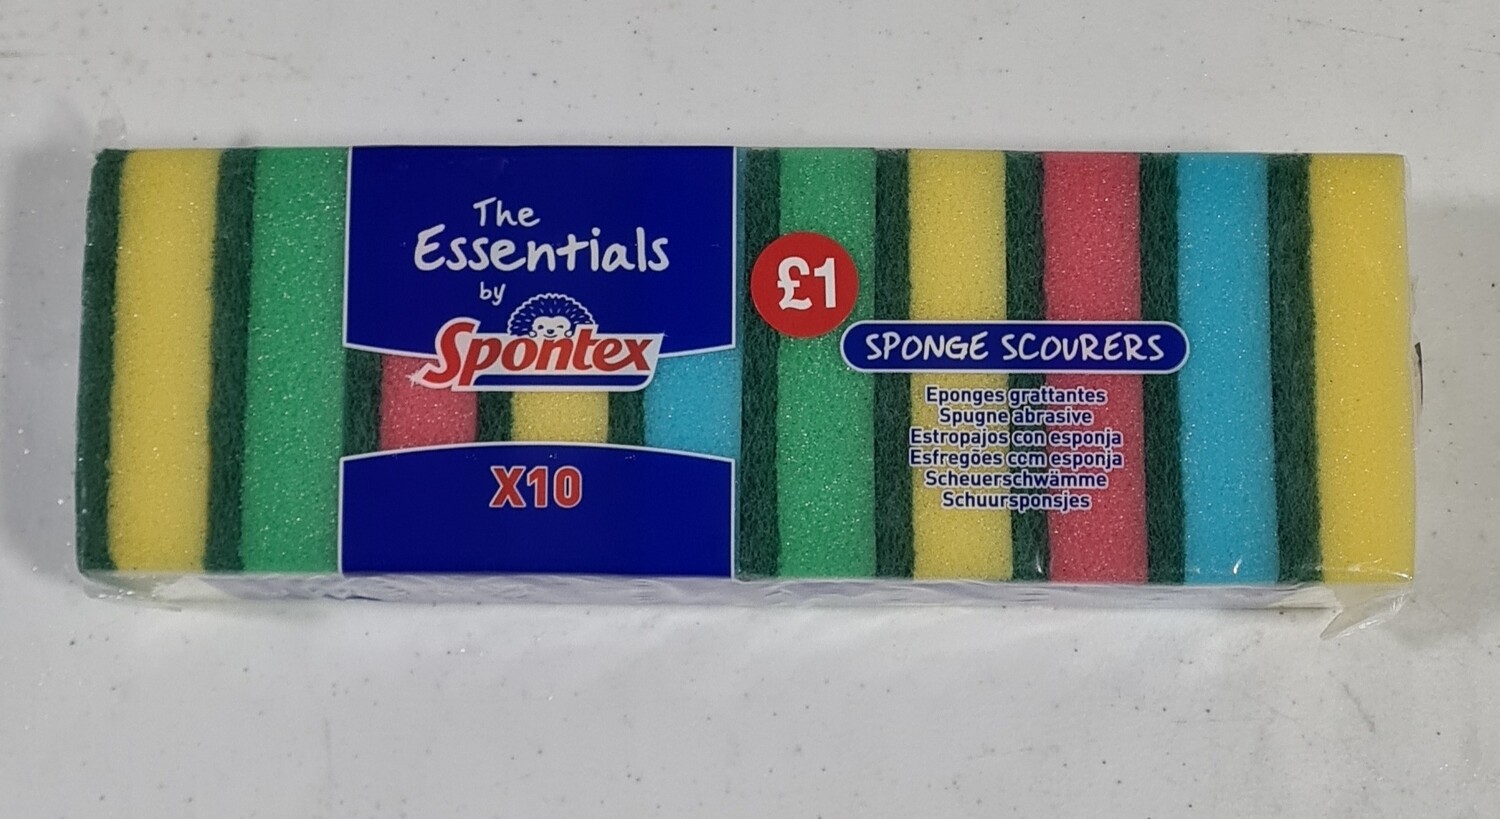 The
Essentials
by
Spontex
X10
£1
SPONGE SCOURERS
Eponges grattantes
Spugne abrasive
Estropajos con esponja
Esfregões com esponja
Scheuerschwämme
Schuursponsjes